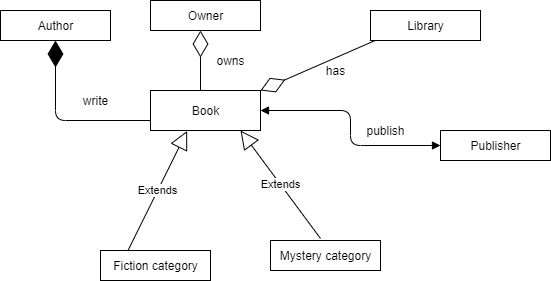 Author
Owner
Library
owns
has
write
Book
publish
Publisher
Extends
Extends
Fiction category
Mystery category